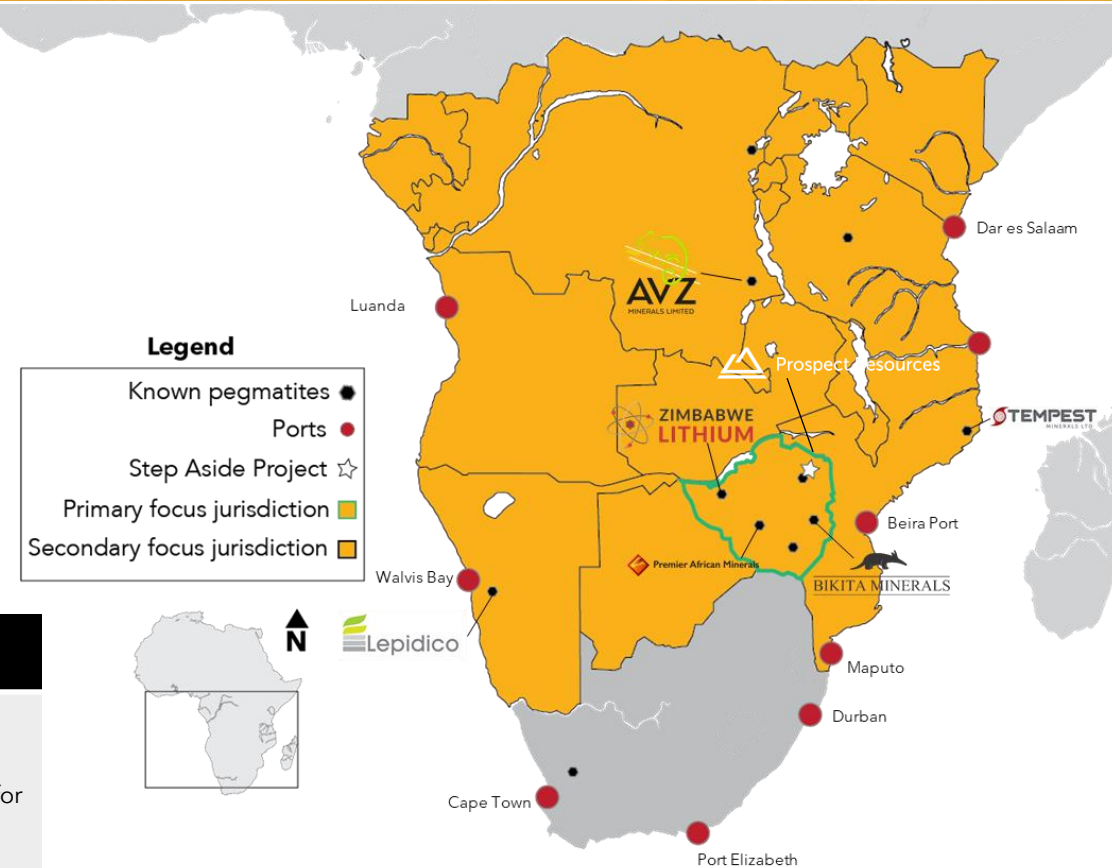 Dar es Salaam
AVZ
MINERALS LIMITED
Luanda
Legend
Known pegmatites
Ports
Step Aside Project
Primary focus jurisdiction
Secondary focus jurisdiction
Prospect Resources
ZIMBABWE
LITHIUM
TEMPEST
MINERALS LTD
Beira Port
Premier African Minerals
BIKITA MINERALS
Walvis Bay
N
Lepidico
Maputo
Durban
for
Cape Town
Port Elizabeth